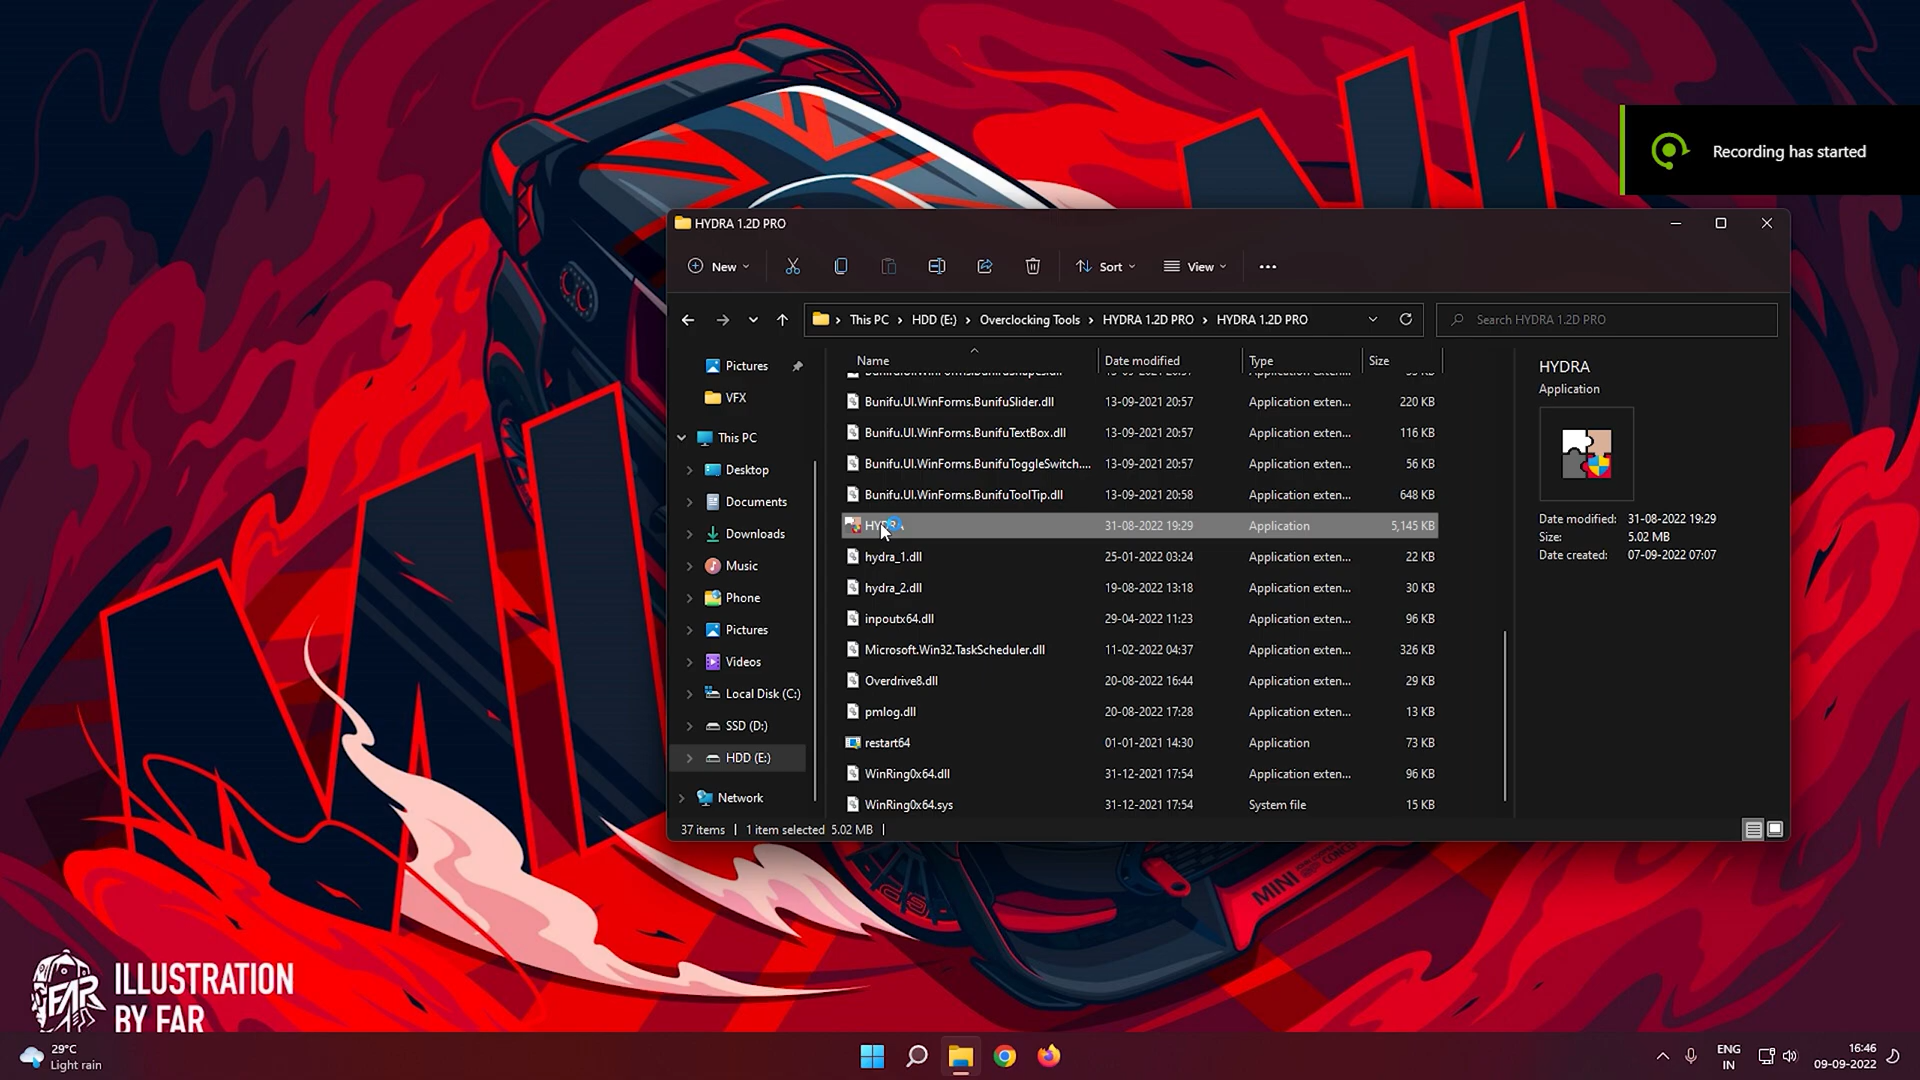 Recording has started
HYDRA 1.2D PRO
New
Sort
View
This PC
HDD (E:)
Overclocking Tools
HYDRA 1.2D PRO
HYDRA 1.2D PRO
Search HYDRA 1.2D PRO
Pictures
VFX
This PC
Desktop
Documents
Downloads
Music
Phone
Pictures
Videos
Local Disk (C:)
SSD (D:)
HDD (E:)
Network
Name Date modified Type Size
Bunifu.UI.WinForms.BunifuSlider.dll 13-09-2021 20:57 Application exten... 220 KB
Bunifu.UI.WinForms.BunifuTextBox.dll 13-09-2021 20:57 Application exten... 116 KB
Bunifu.UI.WinForms.BunifuToggleSwitch.... 13-09-2021 20:57 Application exten... 56 KB
Bunifu.UI.WinForms.BunifuToolTip.dll 13-09-2021 20:58 Application exten... 648 KB
HYDRA 31-08-2022 19:29 Application 5,145 KB
hydra_1.dll 25-01-2022 03:24 Application exten... 22 KB
hydra_2.dll 19-08-2022 13:18 Application exten... 30 KB
inpoutx64.dll 29-04-2022 11:23 Application exten... 96 KB
Microsoft.Win32.TaskScheduler.dll 11-02-2022 04:37 Application exten... 326 KB
Overdrive8.dll 20-08-2022 16:44 Application exten... 29 KB
pmlog.dll 20-08-2022 17:28 Application exten... 13 KB
restart64 01-01-2021 14:30 Application 73 KB
WinRing0x64.dll 31-12-2021 17:54 Application exten... 96 KB
WinRing0x64.sys 31-12-2021 17:54 System file 15 KB
HYDRA
Application
Date modified: 31-08-2022 19:29
Size: 5.02 MB
Date created: 07-09-2022 07:07
37 items | 1 item selected 5.02 MB |
MINI
FAR
ILLUSTRATION
BY FAR
29°C
Light rain
ENG
IN
16:46
09-09-2022